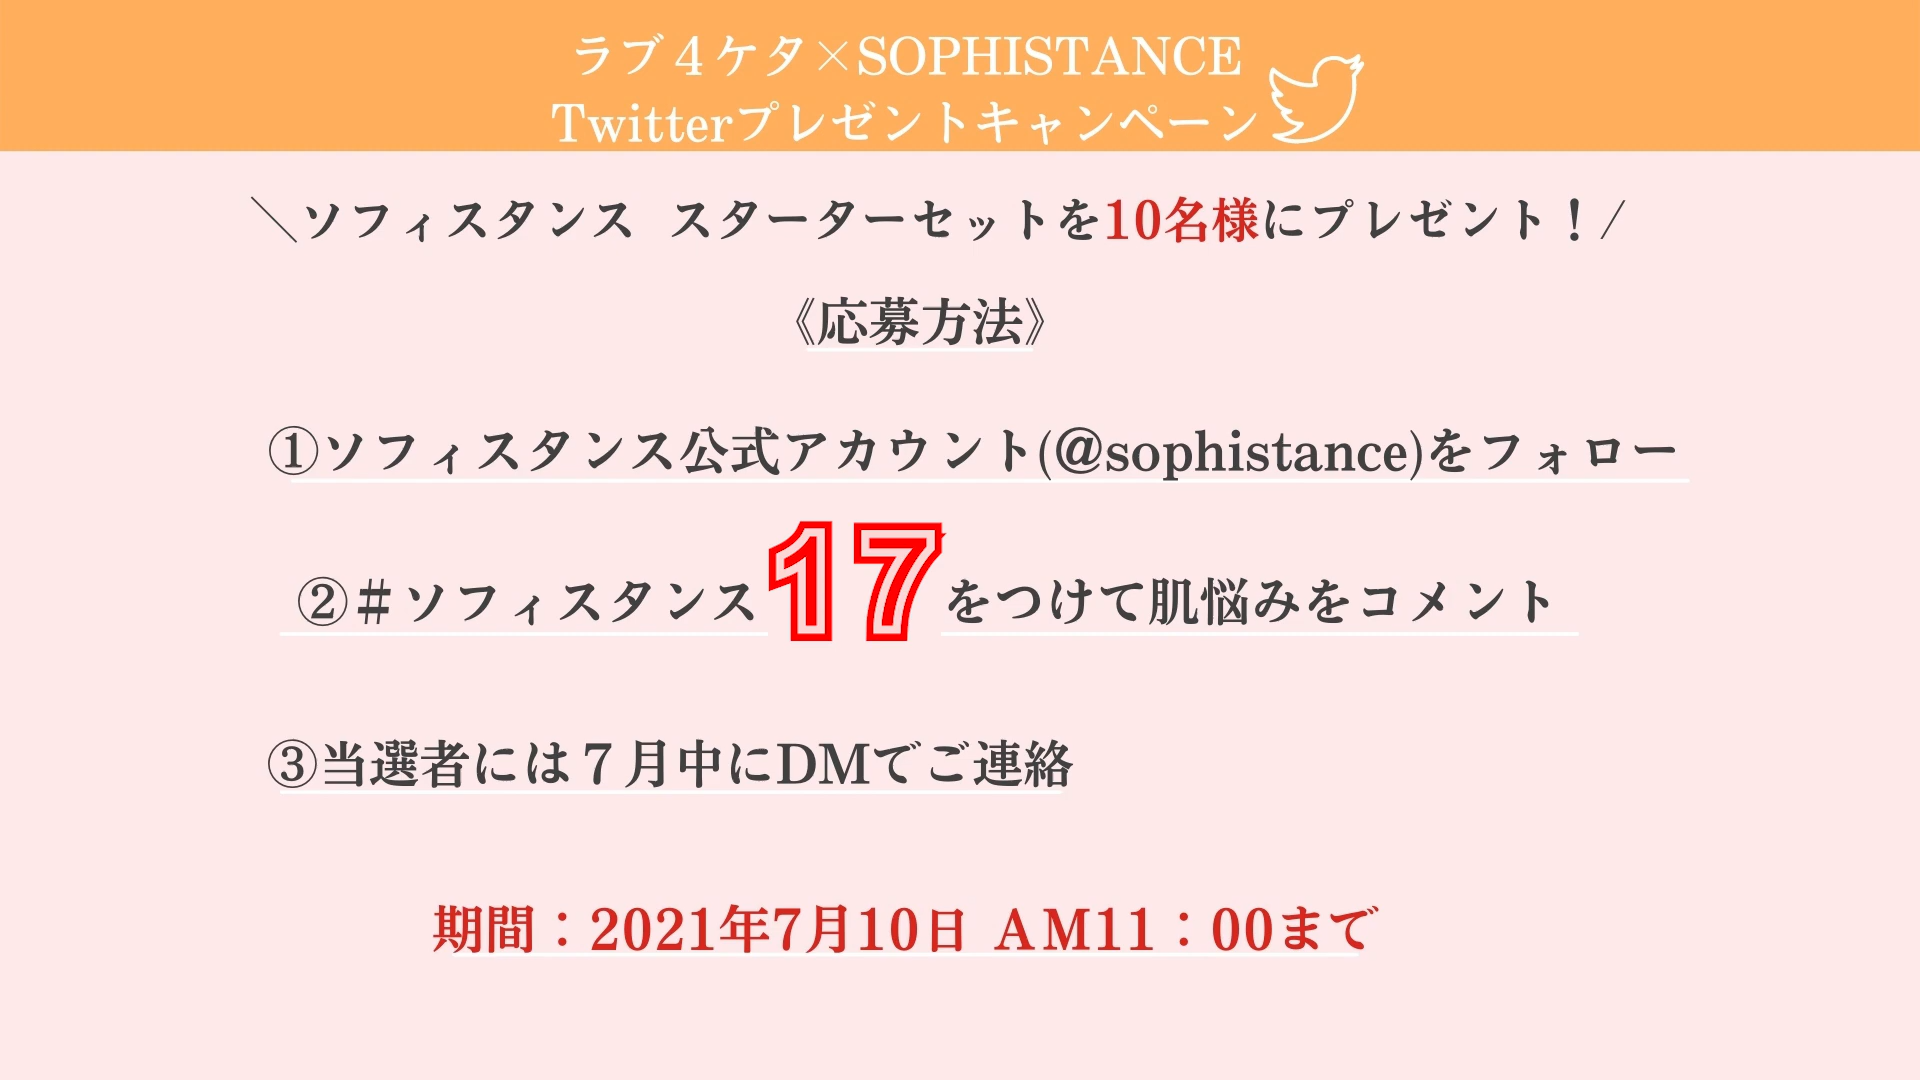 ラブ４ケタ×SOPHISTANCE
Twitterプレゼントキャンペーン
＼ソフィスタンス スターターセットを10名様にプレゼント！/
《応募方法》
①ソフィスタンス公式アカウント(@sophistance)をフォロー
②＃ソフィスタンス17をつけて肌悩みをコメント
③当選者には７月中にDMでご連絡
期間：2021年7月10日 AM11：00まで